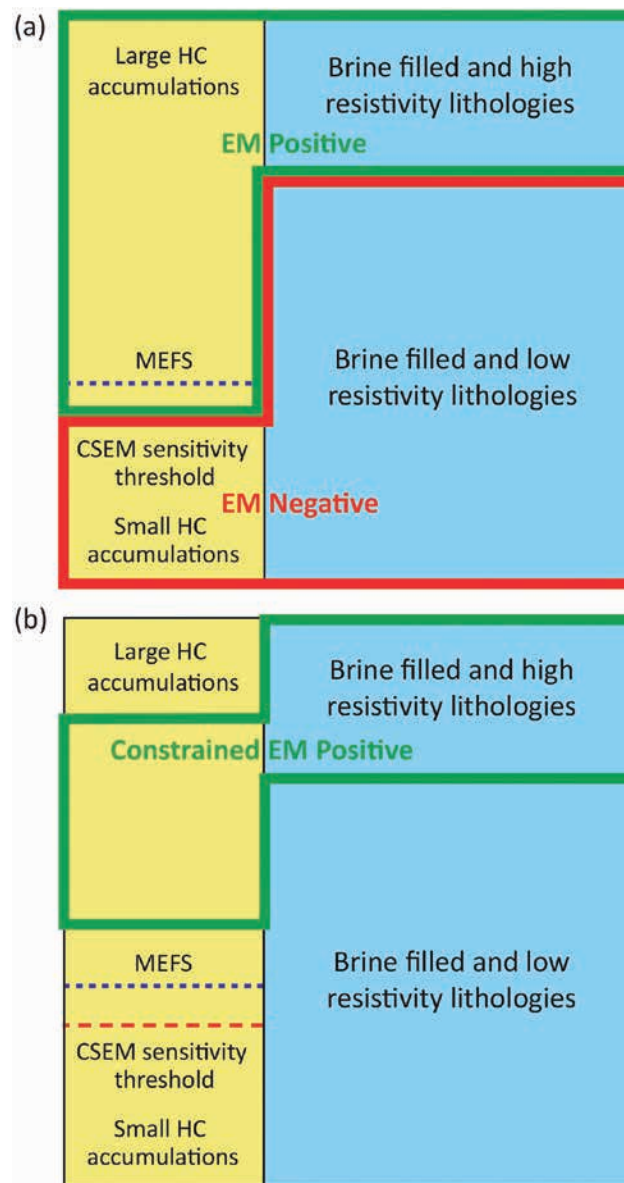 (a)
Large HC
accumulations
Brine filled and high
resistivity lithologies
EM Positive
MEFS
Brine filled and low
resistivity lithologies
CSEM sensitivity
threshold
EM Negative
Small HC
accumulations
(b)
Large HC
accumulations
Brine filled and high
resistivity lithologies
Constrained EM Positive
MEFS
Brine filled and low
resistivity lithologies
CSEM sensitivity
threshold
Small HC
accumulations